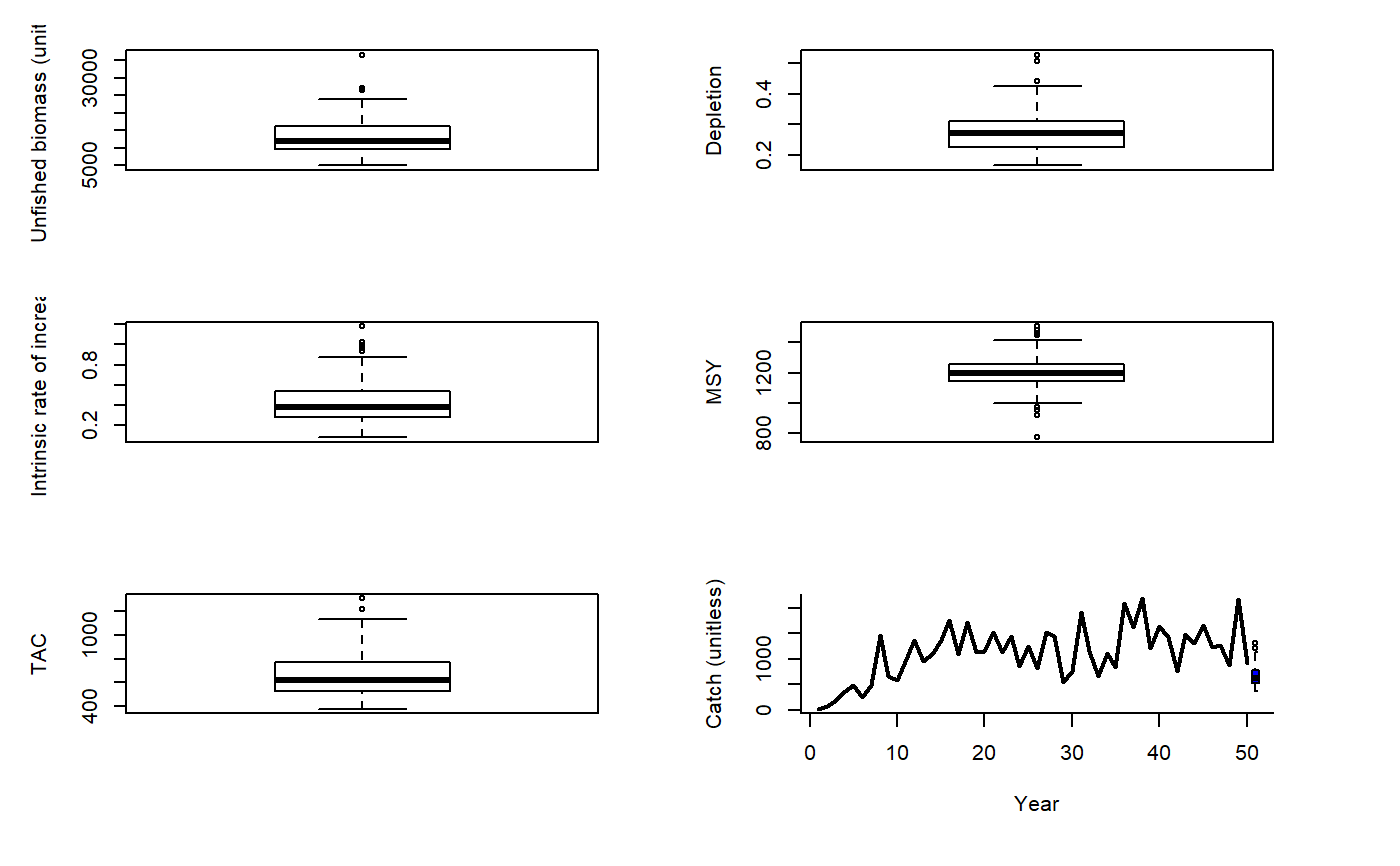 Unfished biomass (unit
30000
5000
Depletion
0.4
0.2
Intrinsic rate of increa
0.8
0.2
MSY
1200
800
TAC
1000
400
Catch (unitless)
1000
0
0 10 20 30 40 50
Year